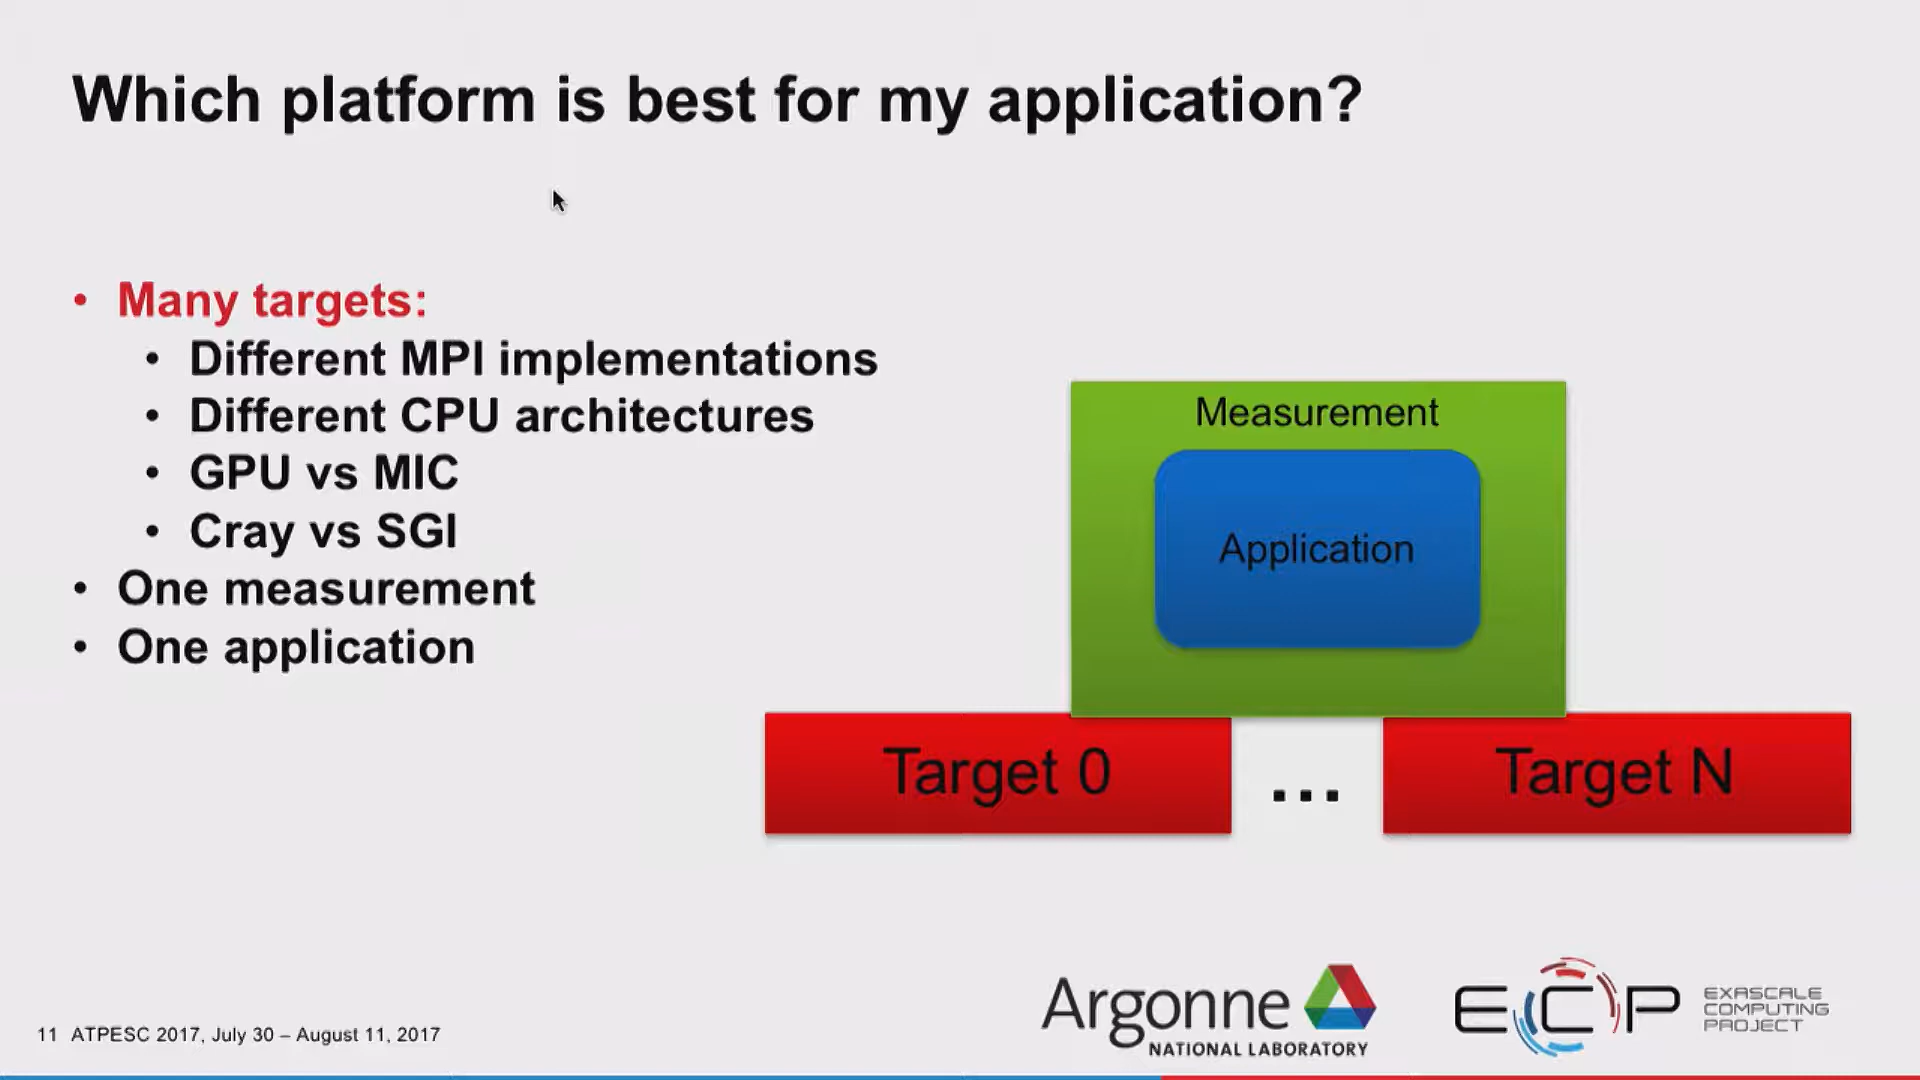 Which platform is best for my application?
• Many targets:
• Different MPI implementations
• Different CPU architectures
• GPU vs MIC
• Cray vs SGI
• One measurement
• One application
Measurement
Application
Target 0
...
Target N
11 ATPESC 2017, July 30 – August 11, 2017
Argonne
NATIONAL LABORATORY
ECP
EXASCALE
COMPUTING
PROJECT